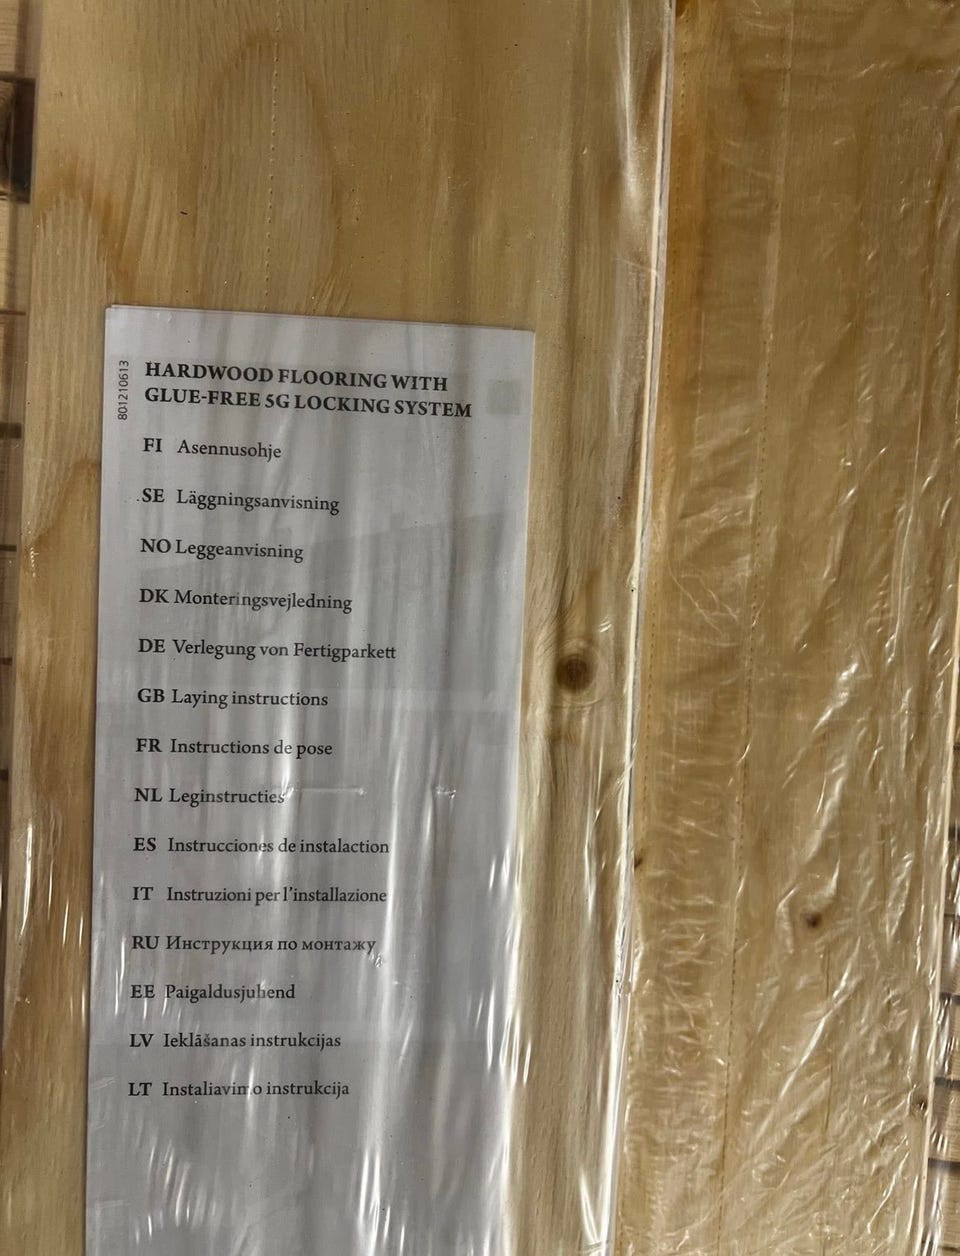 801210613
HARDWOOD FLOORING WITH
GLUE-FREE 5G LOCKING SYSTEM
FI Asennusohje
SE Läggningsanvisning
NO Leggeanvisning
DK Monteringsvejledning
DE Verlegung von Fertigparkett
GB Laying instructions
FR Instructions de pose
NL Leginstructies
ES Instrucciones de instalaction
IT Instruzioni per l'installazione
RU Инструкция по монтажу
EE Paigaldusjuhend
LV Ieklāšanas instrukcijas
LT Instaliavimo instrukcija